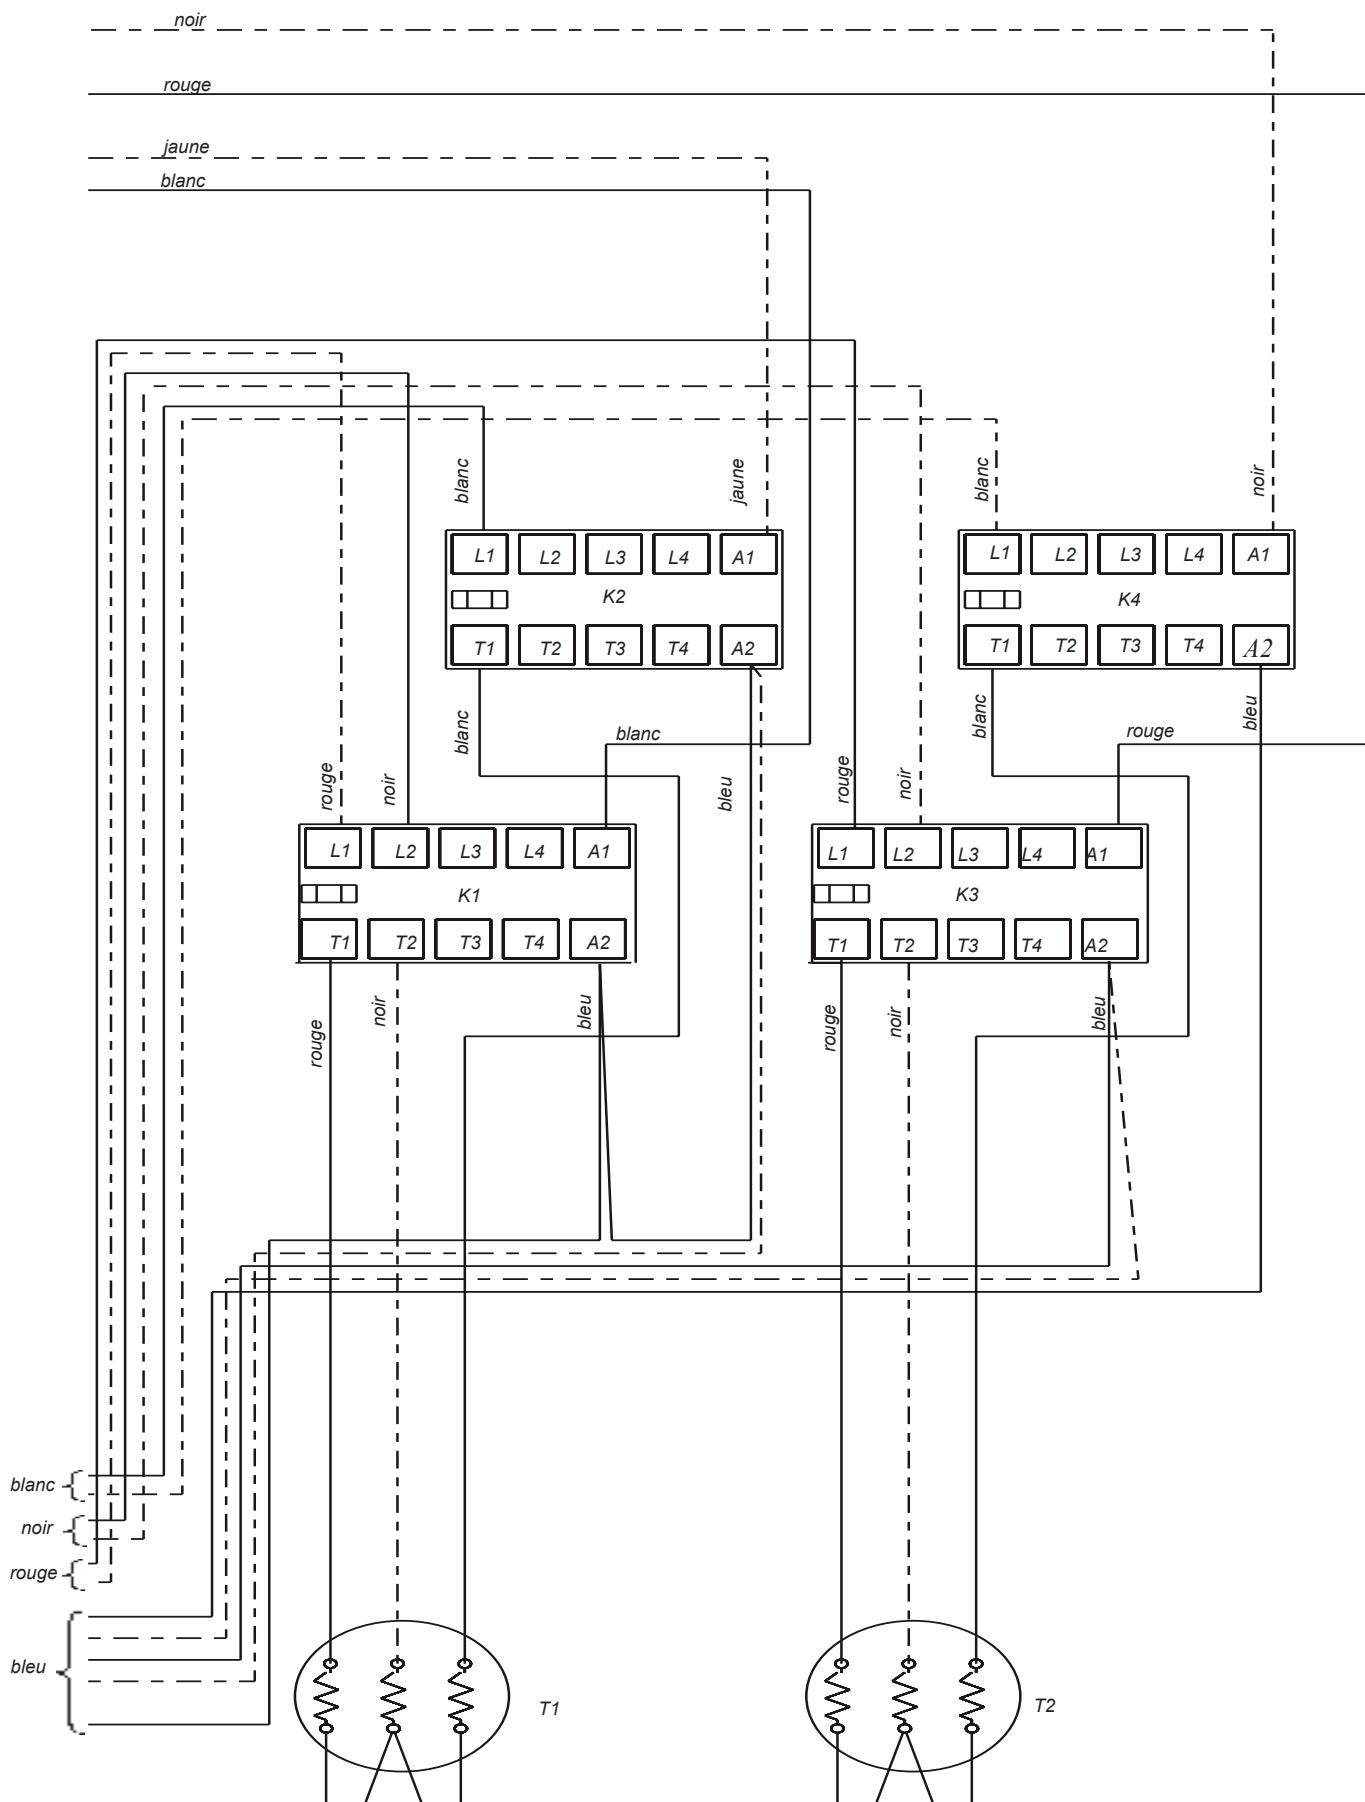 noir
rouge
jaune
blanc
blanc
jaune
blanc
noir
L1 L2 L3 L4 A1
K2
T1 T2 T3 T4 A2
L1 L2 L3 L4 A1
K4
T1 T2 T3 T4 A2
blanc
blanc
bleu
blanc
rouge
bleu
rouge
noir
rouge
noir
L1 L2 L3 L4 A1
K1
T1 T2 T3 T4 A2
L1 L2 L3 L4 A1
K3
T1 T2 T3 T4 A2
rouge
noir
bleu
rouge
noir
bleu
blanc
noir
rouge
bleu
T1
T2